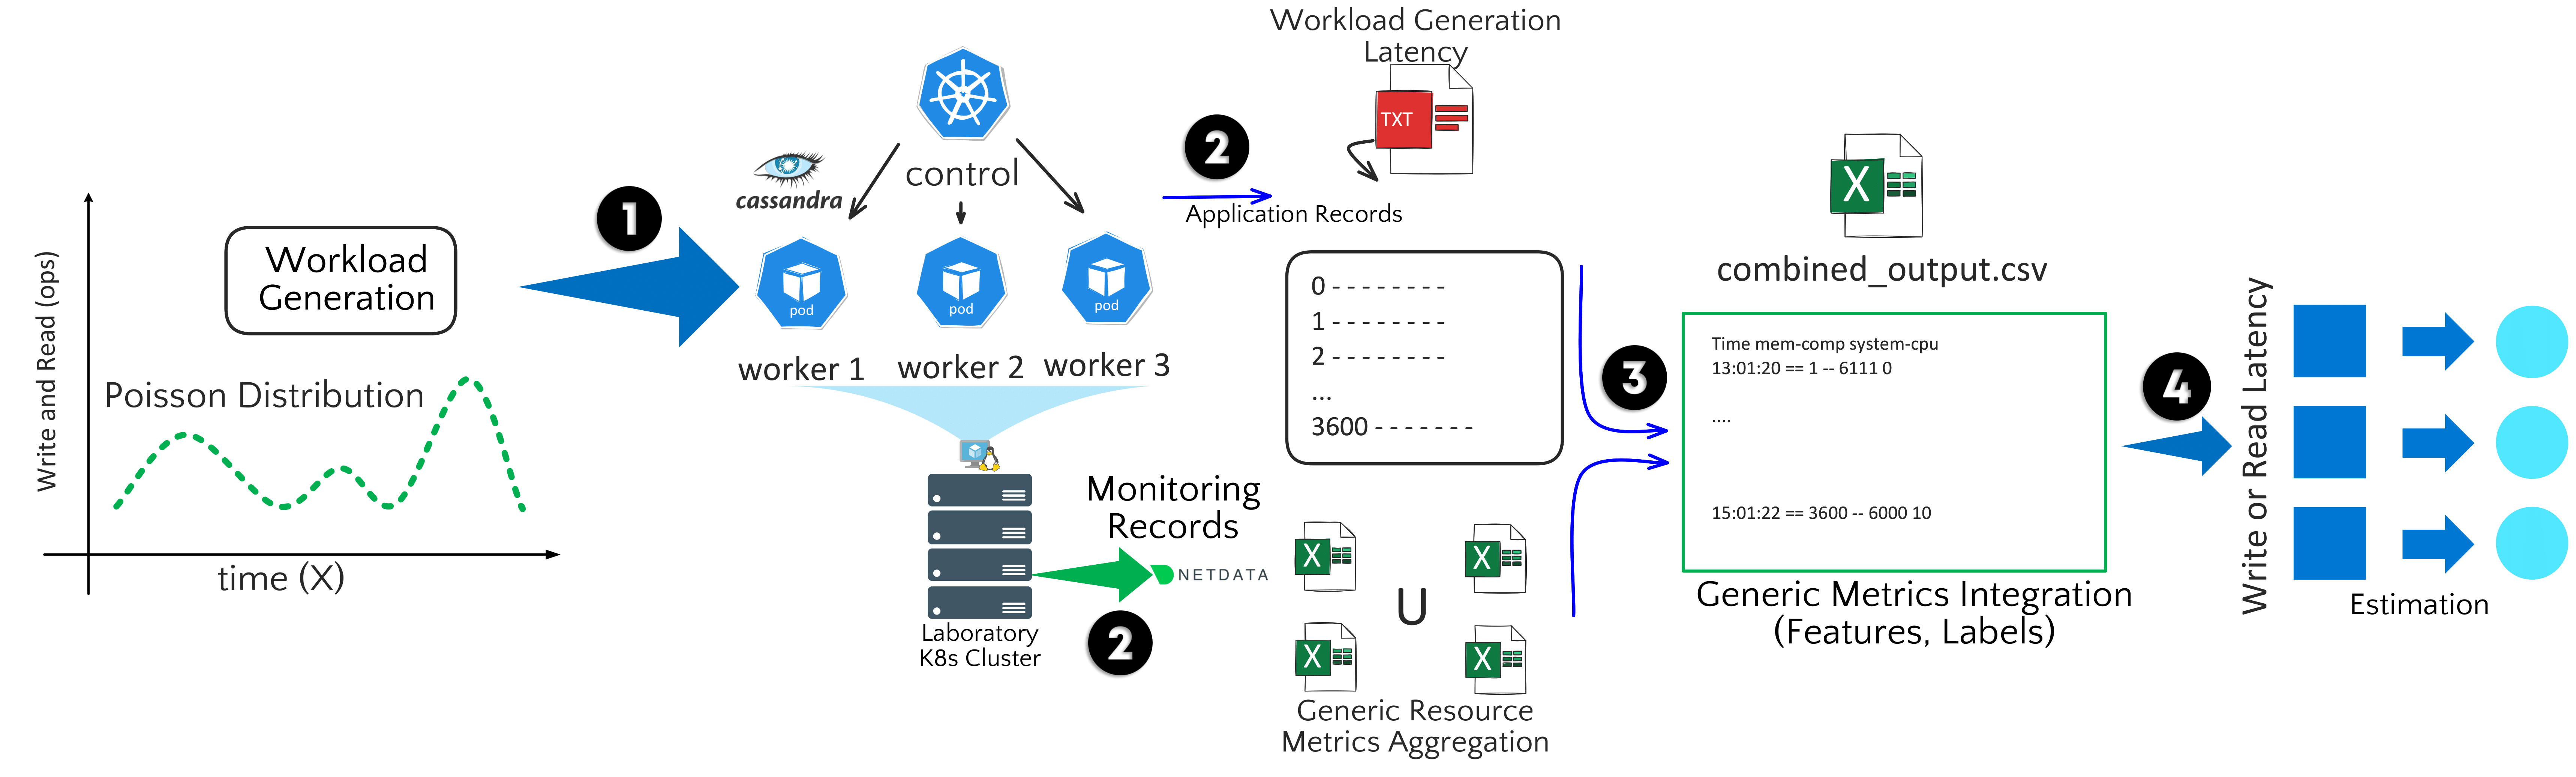 Write and Read (ops)
Workload
Generation
Poisson Distribution
time (X)
1
cassandra
control
pod
pod
pod
worker 1
worker 2
worker 3
Laboratory
K8s Cluster
2
Application Records
Workload Generation
Latency
TXT
0 - - - - - - - -
1 - - - - - - - -
2 - - - - - - - -
...
3600 - - - - - - -
Monitoring
Records
NETDATA
2
X
X
U
X
X
Generic Resource
Metrics Aggregation
3
X
combined_output.csv
Time mem-comp system-cpu
13:01:20 == 1 -- 6111 0
....
15:01:22 == 3600 -- 6000 10
Generic Metrics Integration
(Features, Labels)
4
Write or Read Latency
Estimation